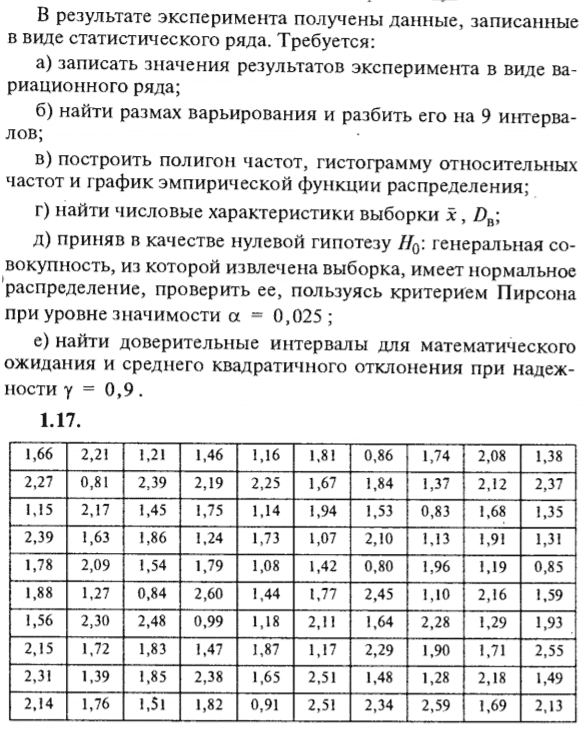 В результате эксперимента получены данные, записанные
в виде статистического ряда. Требуется:
а) записать значения результатов эксперимента в виде ва-
риационного ряда;
б) найти размах варьирования и разбить его на 9 интерва-
лов;
в) построить полигон частот, гистограмму относительных
частот и график эмпирической функции распределения;
г) найти числовые характеристики выборки x̄ , Dв;
д) приняв в качестве нулевой гипотезу H₀: генеральная со-
вокупность, из которой извлечена выборка, имеет нормальное
распределение, проверить ее, пользуясь критерием Пирсона
при уровне значимости α = 0,025 ;
е) найти доверительные интервалы для математического
ожидания и среднего квадратичного отклонения при надеж-
ности γ = 0,9 .
1.17.
1,66 2,21 1,21 1,46 1,16 1,81 0,86 1,74 2,08 1,38
2,27 0,81 2,39 2,19 2,25 1,67 1,84 1,37 2,12 2,37
1,15 2,17 1,45 1,75 1,14 1,94 1,53 0,83 1,68 1,35
2,39 1,63 1,86 1,24 1,73 1,07 2,10 1,13 1,91 1,31
1,78 2,09 1,54 1,79 1,08 1,42 0,80 1,96 1,19 0,85
1,88 1,27 0,84 2,60 1,44 1,77 2,45 1,10 2,16 1,59
1,56 2,30 2,48 0,99 1,18 2,11 1,64 2,28 1,29 1,93
2,15 1,72 1,83 1,47 1,87 1,17 2,29 1,90 1,71 2,55
2,31 1,39 1,85 2,38 1,65 2,51 1,48 1,28 2,18 1,49
2,14 1,76 1,51 1,82 0,91 2,51 2,34 2,59 1,69 2,13